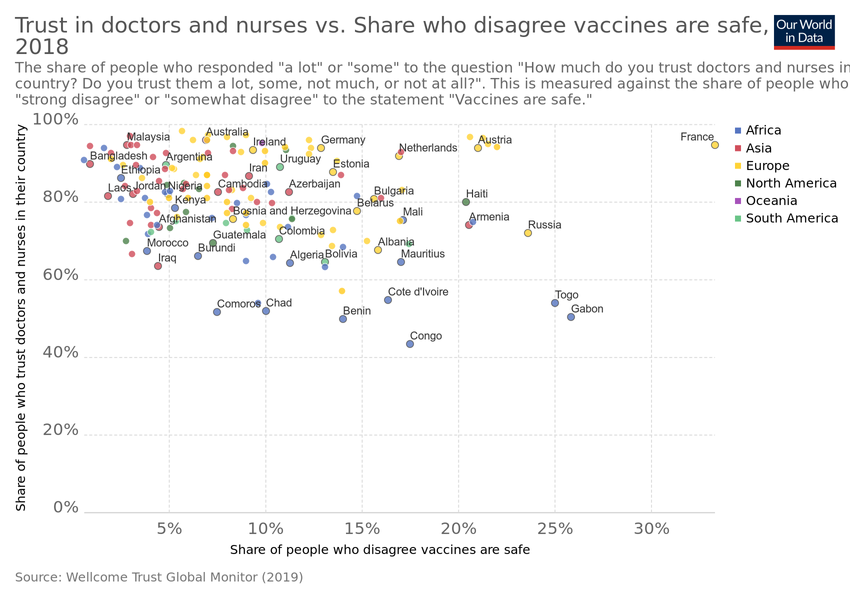 Trust in doctors and nurses vs. Share who disagree vaccines are safe,
2018
Our World
in Data
The share of people who responded "a lot" or "some" to the question "How much do you trust doctors and nurses in
country? Do you trust them a lot, some, not much, or not at all?". This is measured against the share of people who
"strong disagree" or "somewhat disagree" to the statement "Vaccines are safe."
Share of people who trust doctors and nurses in their country
100%
80%
60%
40%
20%
0%
Malaysia
Australia
Ireland
Germany
Netherlands
Austria
France
Bangladesh
Argentina
Uruguay
Estonia
Ethiopia
Iran
Laos
Jordan
Nigeria
Cambodia
Azerbaijan
Bulgaria
Haiti
Kenya
Belarus
Bosnia and Herzegovina
Mali
Afghanistan
Armenia
Russia
Guatemala
Colombia
Morocco
Burundi
Albania
Iraq
Algeria
Bolivia
Mauritius
Comoros
Chad
Cote d'Ivoire
Togo
Benin
Gabon
Congo
5%
10%
15%
20%
25%
30%
Share of people who disagree vaccines are safe
Africa
Asia
Europe
North America
Oceania
South America
Source: Wellcome Trust Global Monitor (2019)